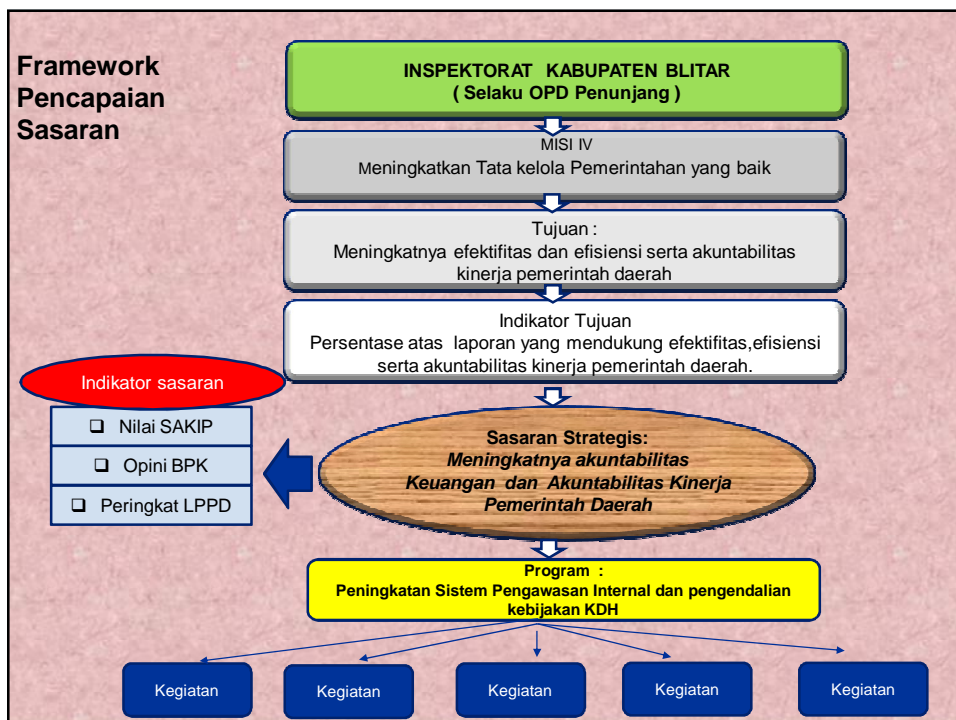 Framework
Pencapaian
Sasaran
INSPEKTORAT KABUPATEN BLITAR
( Selaku OPD Penunjang )
MISI IV
Meningkatkan Tata kelola Pemerintahan yang baik
Tujuan :
Meningkatnya efektifitas dan efisiensi serta akuntabilitas
kinerja pemerintah daerah
Indikator Tujuan
Persentase atas laporan yang mendukung efektifitas,efisiensi
serta akuntabilitas kinerja pemerintah daerah.
Indikator sasaran
Nilai SAKIP
Opini BPK
Peringkat LPPD
Sasaran Strategis:
Meningkatnya akuntabilitas
Keuangan dan Akuntabilitas Kinerja
Pemerintah Daerah
Program :
Peningkatan Sistem Pengawasan Internal dan pengendalian
kebijakan KDH
Kegiatan
Kegiatan
Kegiatan
Kegiatan
Kegiatan